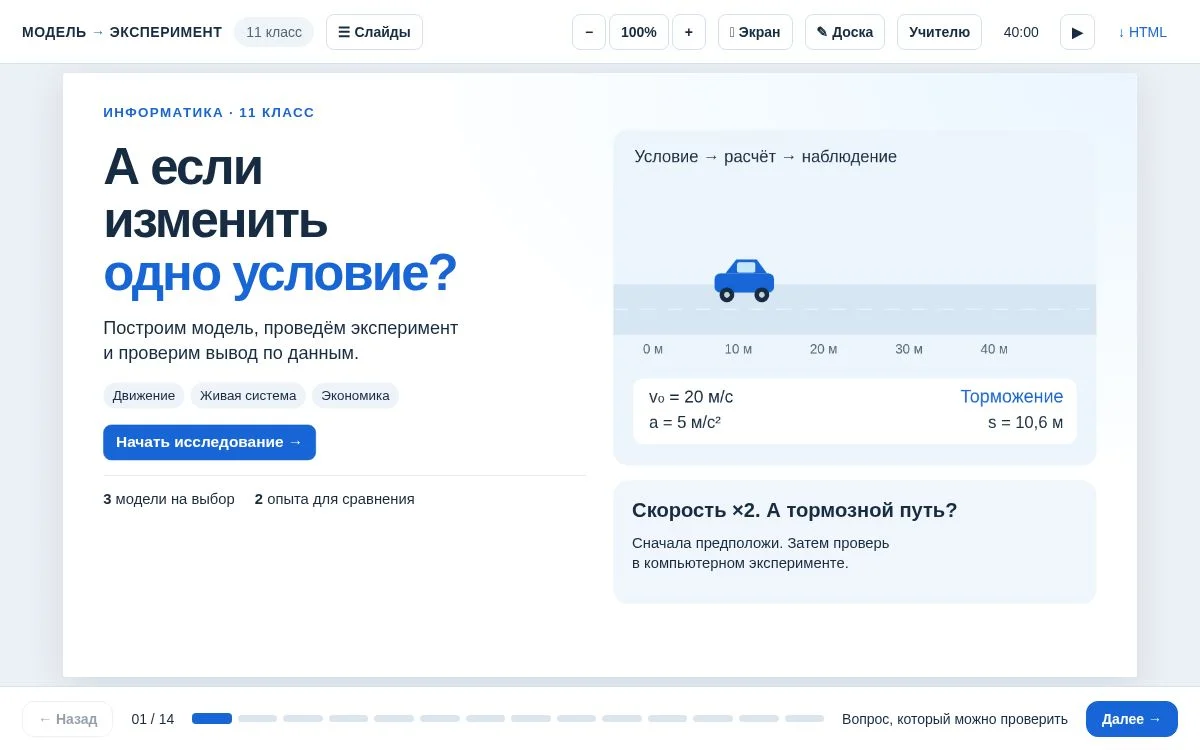 МОДЕЛЬ → ЭКСПЕРИМЕНТ
11 класс
☰ Слайды
−
100%
+
Экран
✎ Доска
Учителю
40:00
▶
↓ HTML
ИНФОРМАТИКА · 11 КЛАСС
А если
изменить
одно условие?
Построим модель, проведём эксперимент
и проверим вывод по данным.
Движение
Живая система
Экономика
Начать исследование →
3 модели на выбор
2 опыта для сравнения
Условие → расчёт → наблюдение
0 м
10 м
20 м
30 м
40 м
v₀ = 20 м/с
Торможение
a = 5 м/с²
s = 10,6 м
Скорость ×2. А тормозной путь?
Сначала предположи. Затем проверь
в компьютерном эксперименте.
← Назад
01 / 14
Вопрос, который можно проверить
Далее →